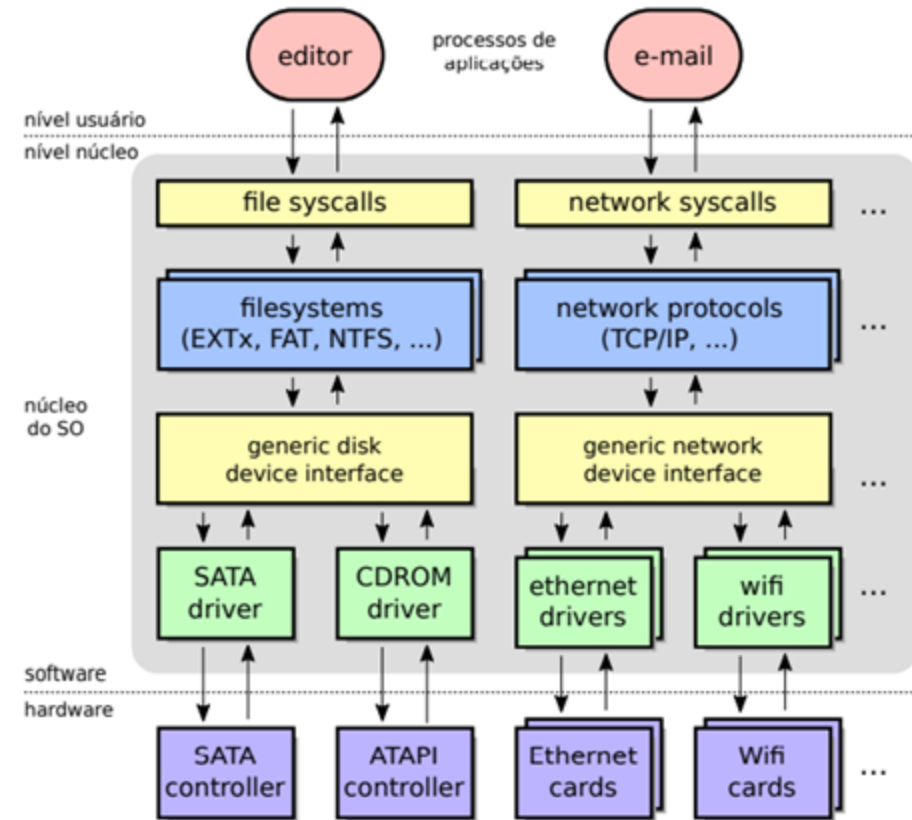 editor
processos de
aplicações
e-mail
nível usuário
nível núcleo
file syscalls
network syscalls
...
filesystems
(EXTx, FAT, NTFS, ...)
network protocols
(TCP/IP, ...)
...
núcleo
do SO
generic disk
device interface
generic network
device interface
...
SATA
driver
CDROM
driver
ethernet
drivers
wifi
drivers
...
software
hardware
SATA
controller
ATAPI
controller
Ethernet
cards
Wifi
cards
...